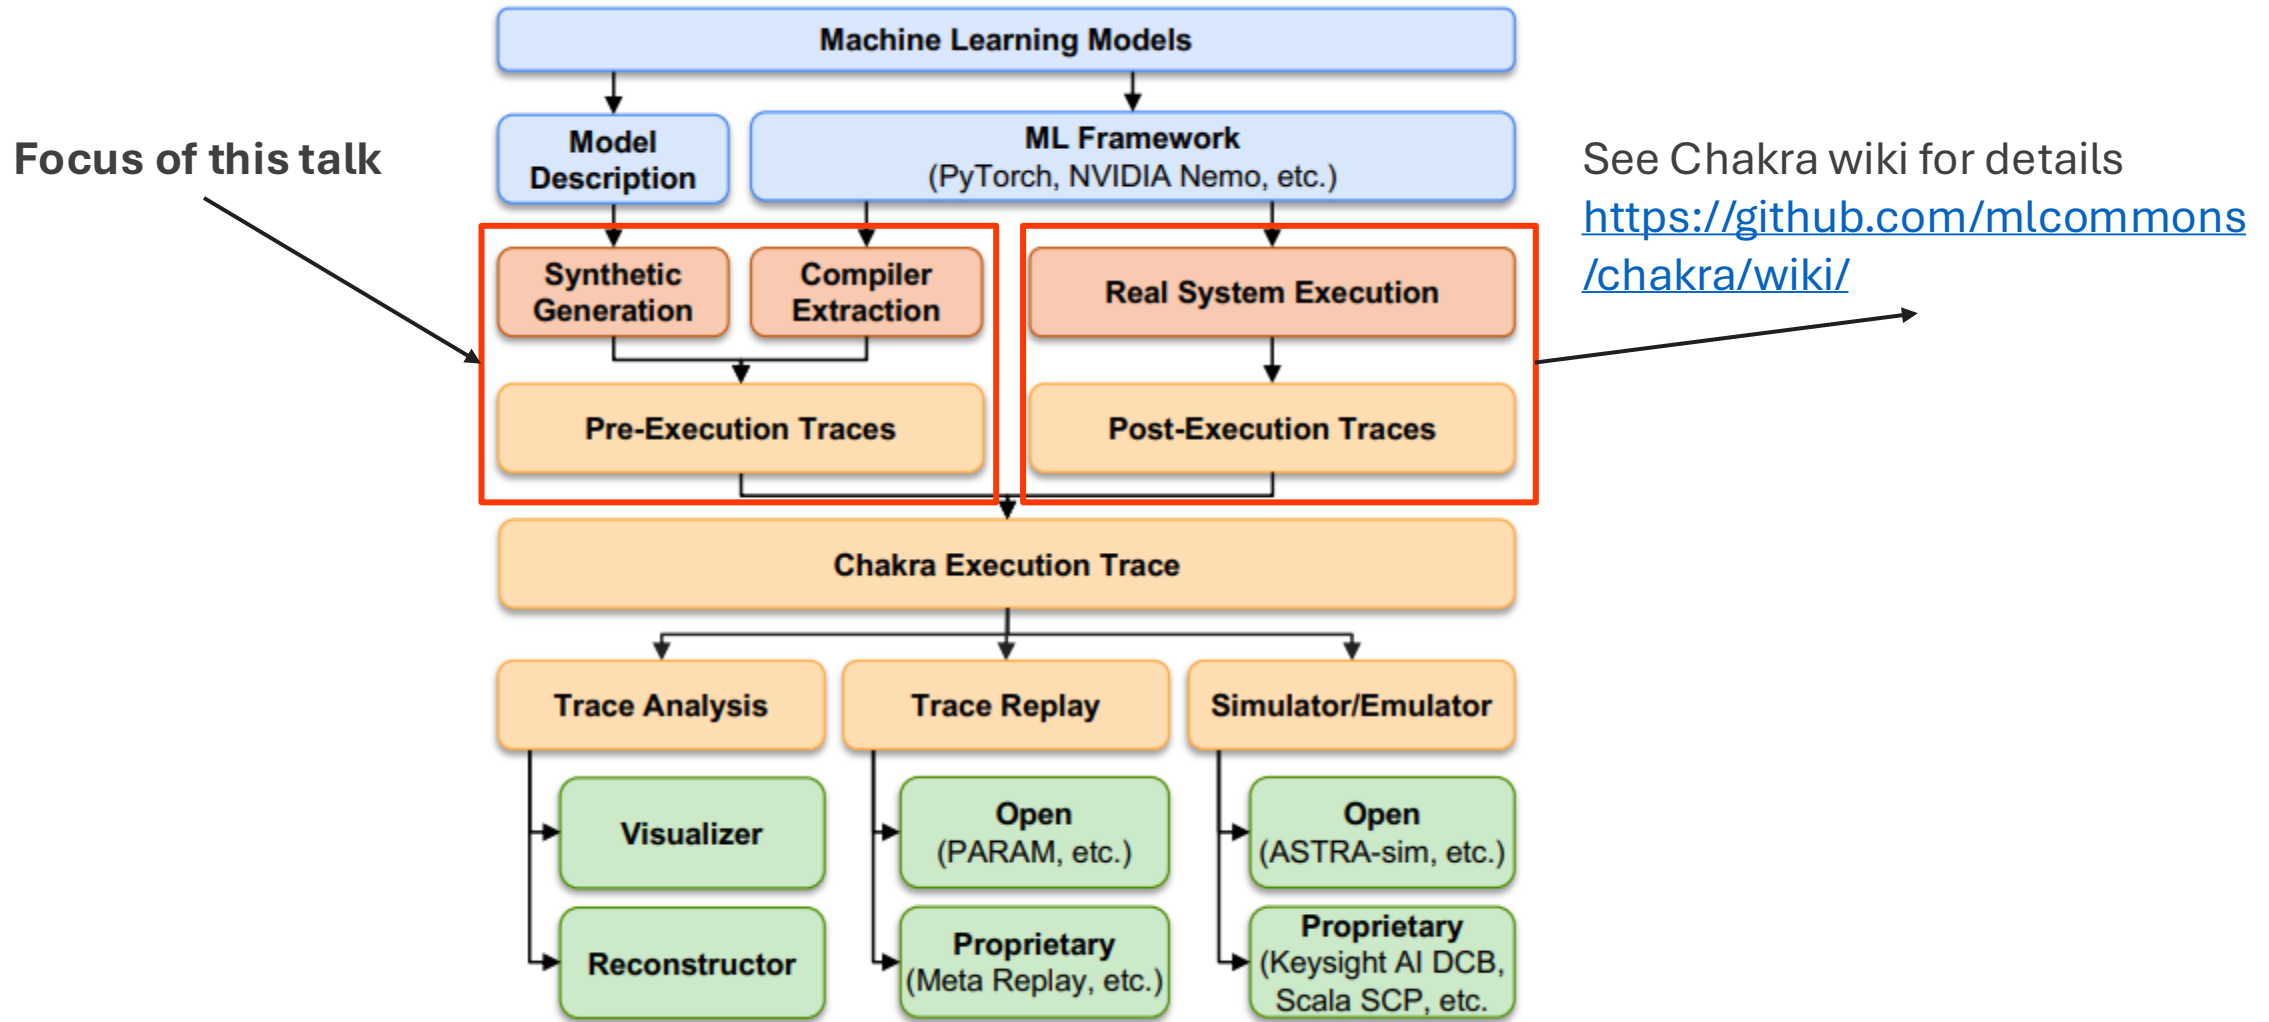 Machine Learning Models
Focus of this talk
Model
Description
ML Framework
(PyTorch, NVIDIA Nemo, etc.)
See Chakra wiki for details
https://github.com/mlcommons
/chakra/wiki/
Synthetic
Generation
Compiler
Extraction
Real System Execution
Pre-Execution Traces
Post-Execution Traces
Chakra Execution Trace
Trace Analysis
Trace Replay
Simulator/Emulator
Visualizer
Open
(PARAM, etc.)
Open
(ASTRA-sim, etc.)
Reconstructor
Proprietary
(Meta Replay, etc.)
Proprietary
(Keysight AI DCB,
Scala SCP, etc.